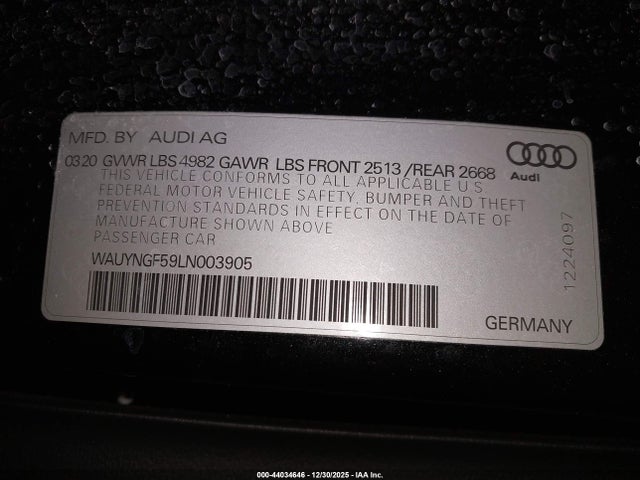 MFD. BY AUDI AG
0320 GVWR LBS 4982 GAWR LBS FRONT 2513 /REAR 2668
THIS VEHICLE CONFORMS TO ALL APPLICABLE U.S.
FEDERAL MOTOR VEHICLE SAFETY, BUMPER AND THEFT
PREVENTION STANDARDS IN EFFECT ON THE DATE OF
MANUFACTURE SHOWN ABOVE
PASSENGER CAR
WAUYNGF59LN003905
Audi
1224097
GERMANY
000-44034646 - 12/30/2025 - IAA Inc.